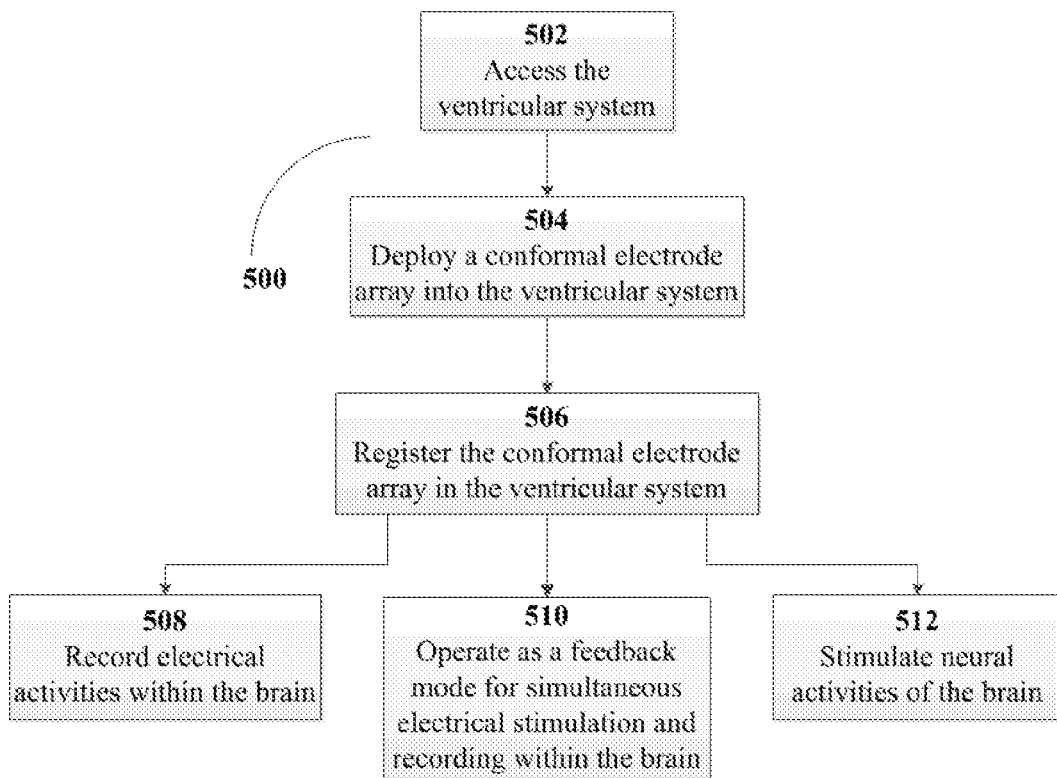 502
Access the
ventricular system
504
Deploy a conformal electrode
array into the ventricular system
500
506
Register the conformal electrode
array in the ventricular system
508
Record electrical
activities within the brain
510
Operate as a feedback
mode for simultaneous
electrical stimulation and
recording within the brain
512
Stimulate neural
activities of the brain